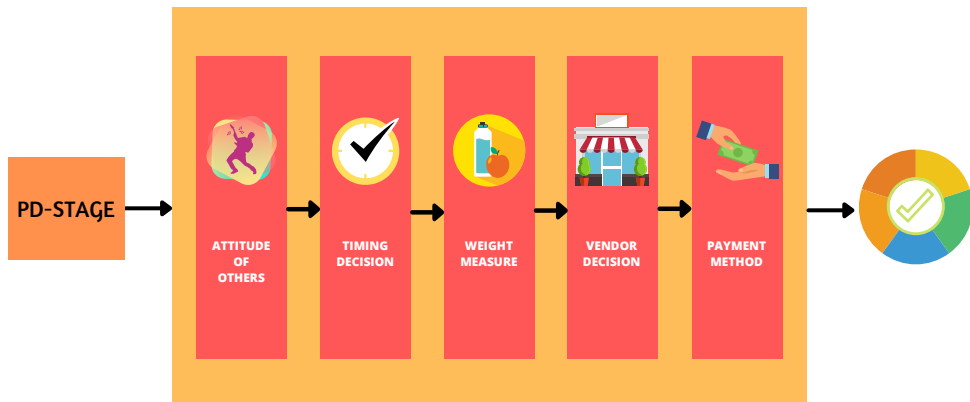 PD-STAGE
ATTITUDE
OF
OTHERS
TIMING
DECISION
WEIGHT
MEASURE
VENDOR
DECISION
PAYMENT
METHOD